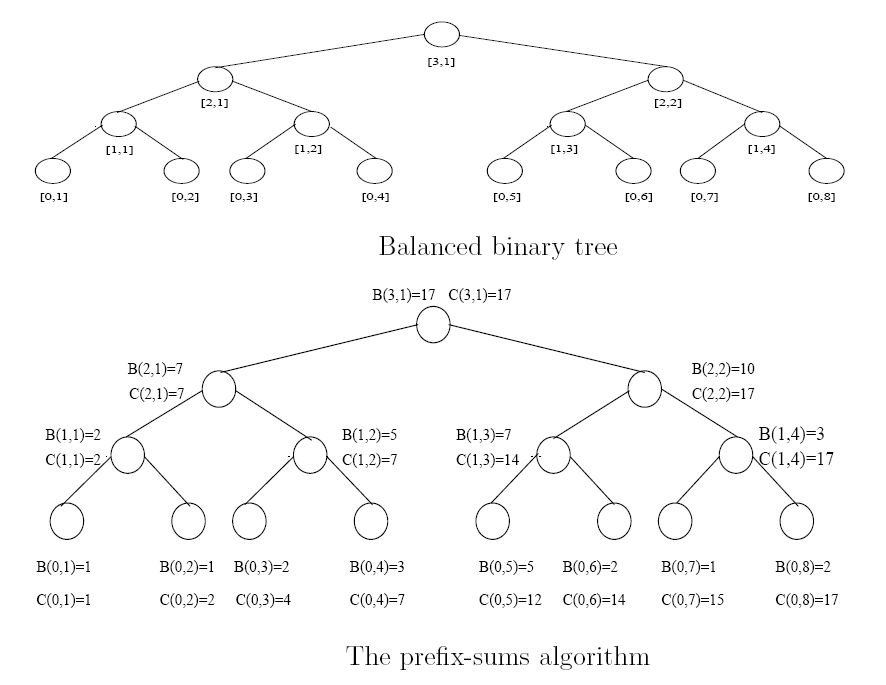 [3,1]
[2,1] [2,2]
[1,1] [1,2] [1,3] [1,4]
[0,1] [0,2] [0,3] [0,4] [0,5] [0,6] [0,7] [0,8]
Balanced binary tree
B(3,1)=17 C(3,1)=17
B(2,1)=7 B(2,2)=10
C(2,1)=7 C(2,2)=17
B(1,1)=2 B(1,2)=5 B(1,3)=7 B(1,4)=3
C(1,1)=2 C(1,2)=7 C(1,3)=14 C(1,4)=17
B(0,1)=1 B(0,2)=1 B(0,3)=2 B(0,4)=3 B(0,5)=5 B(0,6)=2 B(0,7)=1 B(0,8)=2
C(0,1)=1 C(0,2)=2 C(0,3)=4 C(0,4)=7 C(0,5)=12 C(0,6)=14 C(0,7)=15 C(0,8)=17
The prefix-sums algorithm